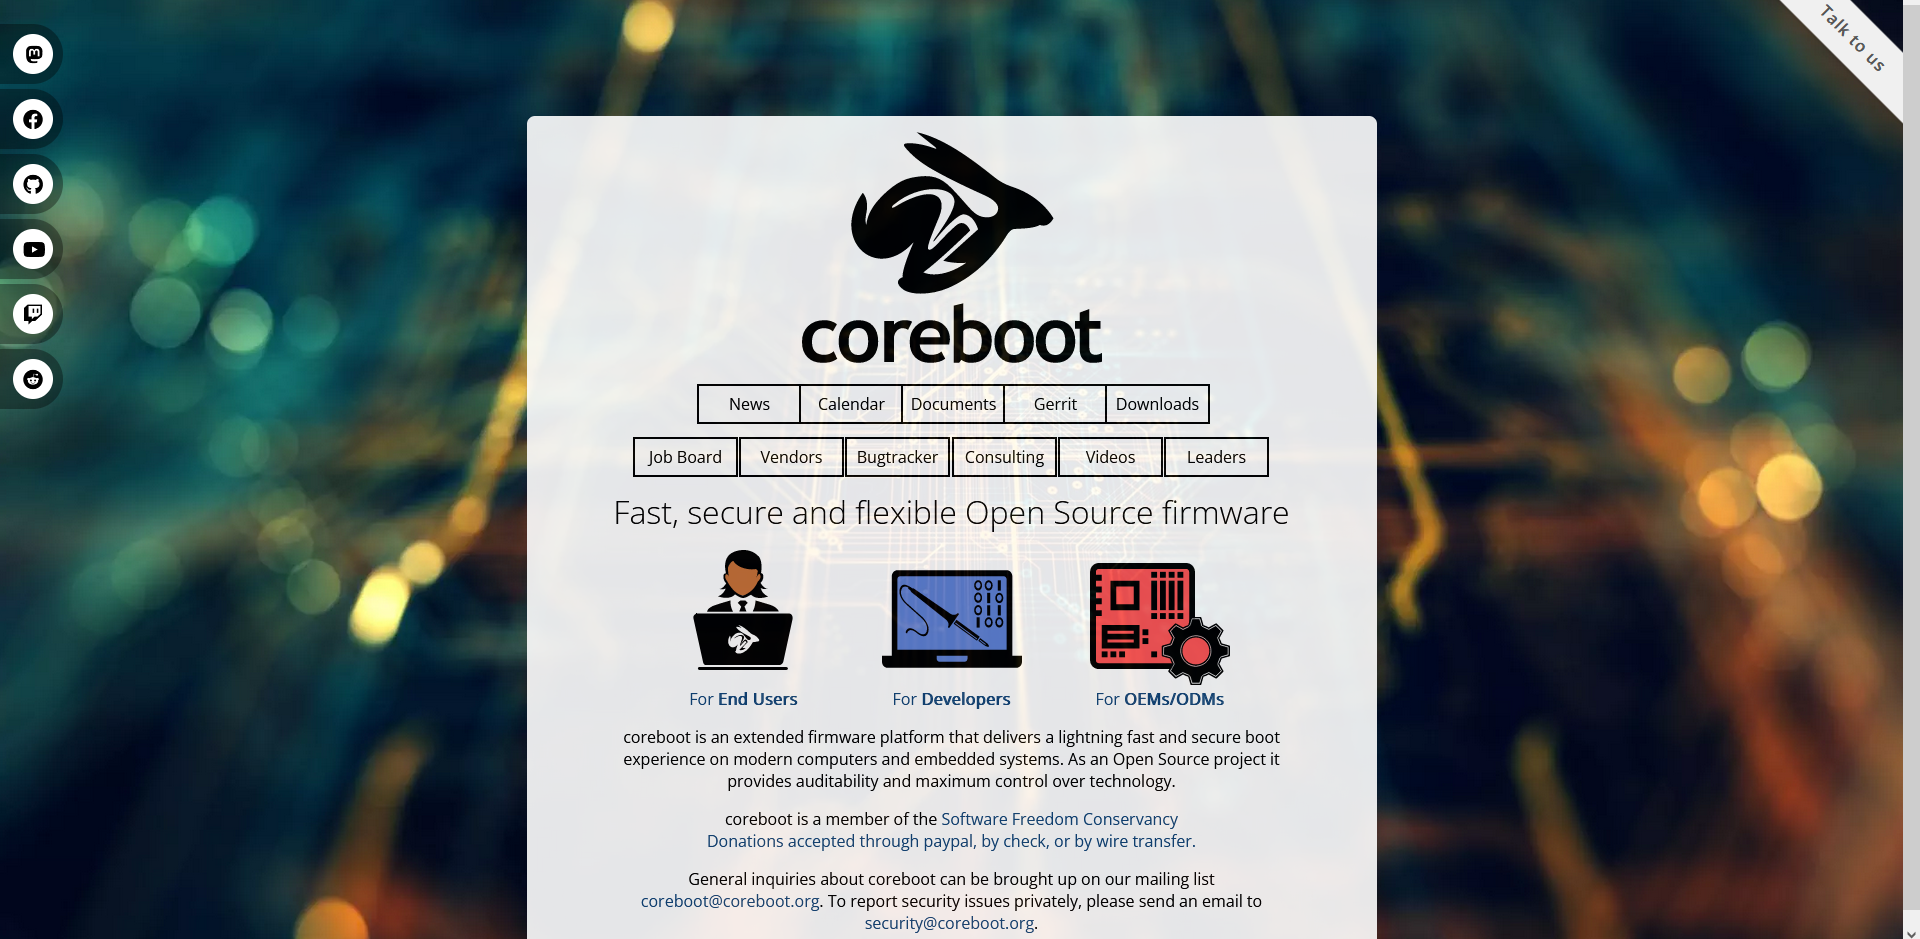 Talk to us
coreboot
News Calendar Documents Gerrit Downloads
Job Board Vendors Bugtracker Consulting Videos Leaders
Fast, secure and flexible Open Source firmware
For End Users For Developers For OEMs/ODMs
coreboot is an extended firmware platform that delivers a lightning fast and secure boot
experience on modern computers and embedded systems. As an Open Source project it
provides auditability and maximum control over technology.
coreboot is a member of the Software Freedom Conservancy
Donations accepted through paypal, by check, or by wire transfer.
General inquiries about coreboot can be brought up on our mailing list
coreboot@coreboot.org. To report security issues privately, please send an email to
security@coreboot.org.